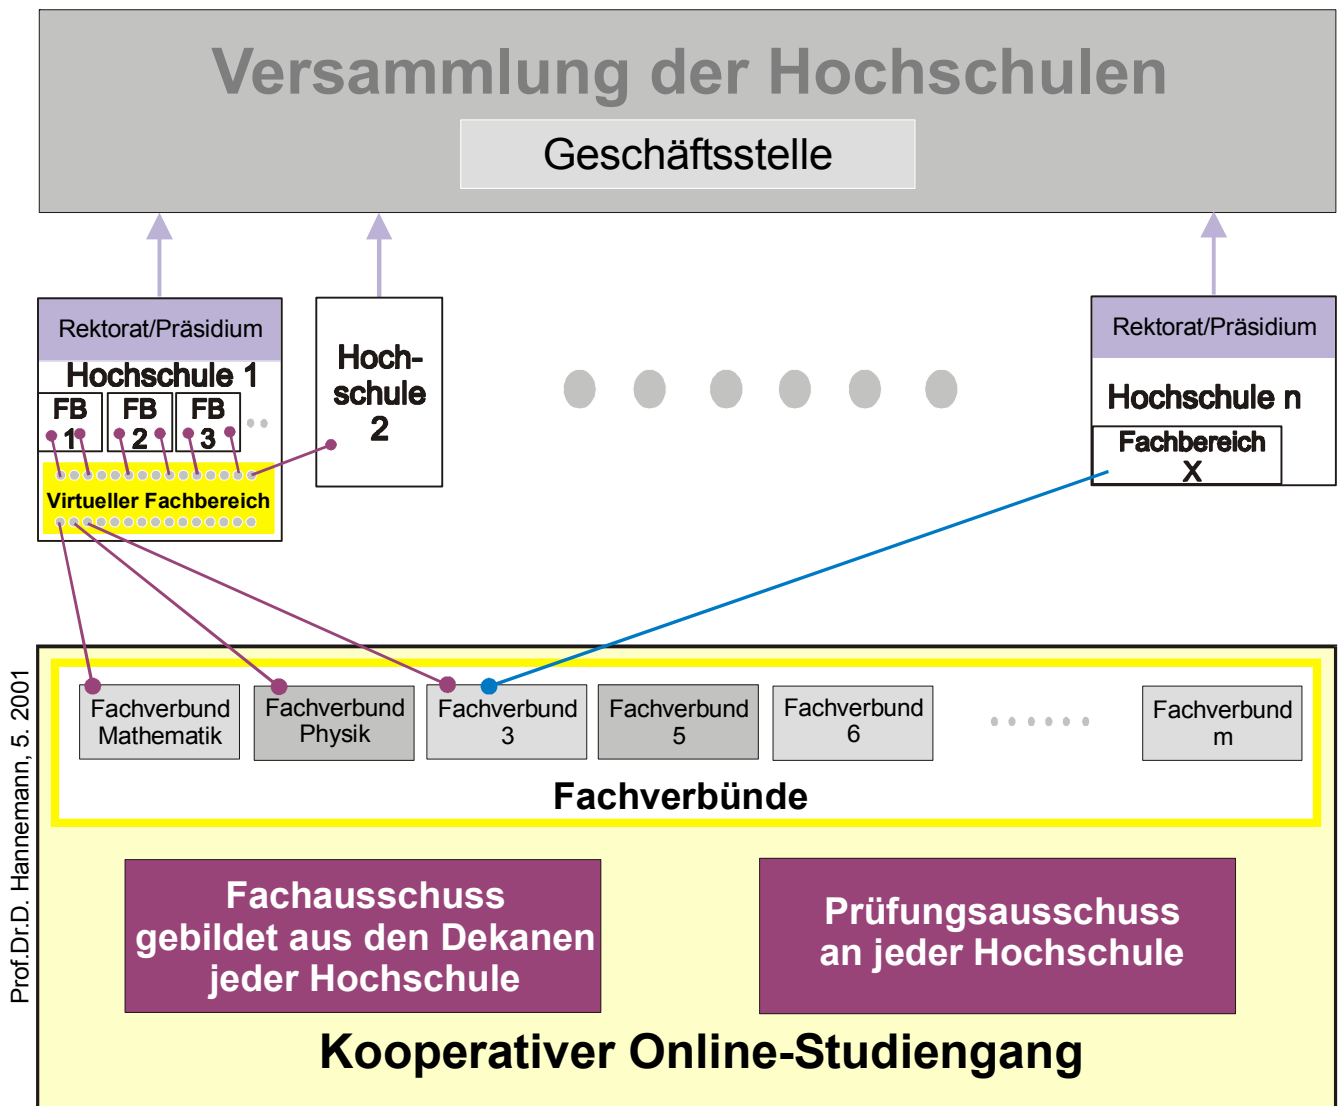 Versammlung der Hochschulen
Geschäftsstelle
Rektorat/Präsidium
Hochschule 1
FB
1
FB
2
FB
3
Virtueller Fachbereich
Hoch-
schule
2
Rektorat/Präsidium
Hochschule n
Fachbereich
X
Prof.Dr.D. Hannemann, 5. 2001
Fachverbund
Mathematik
Fachverbund
Physik
Fachverbund
3
Fachverbund
5
Fachverbund
6
Fachverbund
m
Fachverbünde
Fachausschuss
gebildet aus den Dekanen
jeder Hochschule
Prüfungsausschuss
an jeder Hochschule
Kooperativer Online-Studiengang